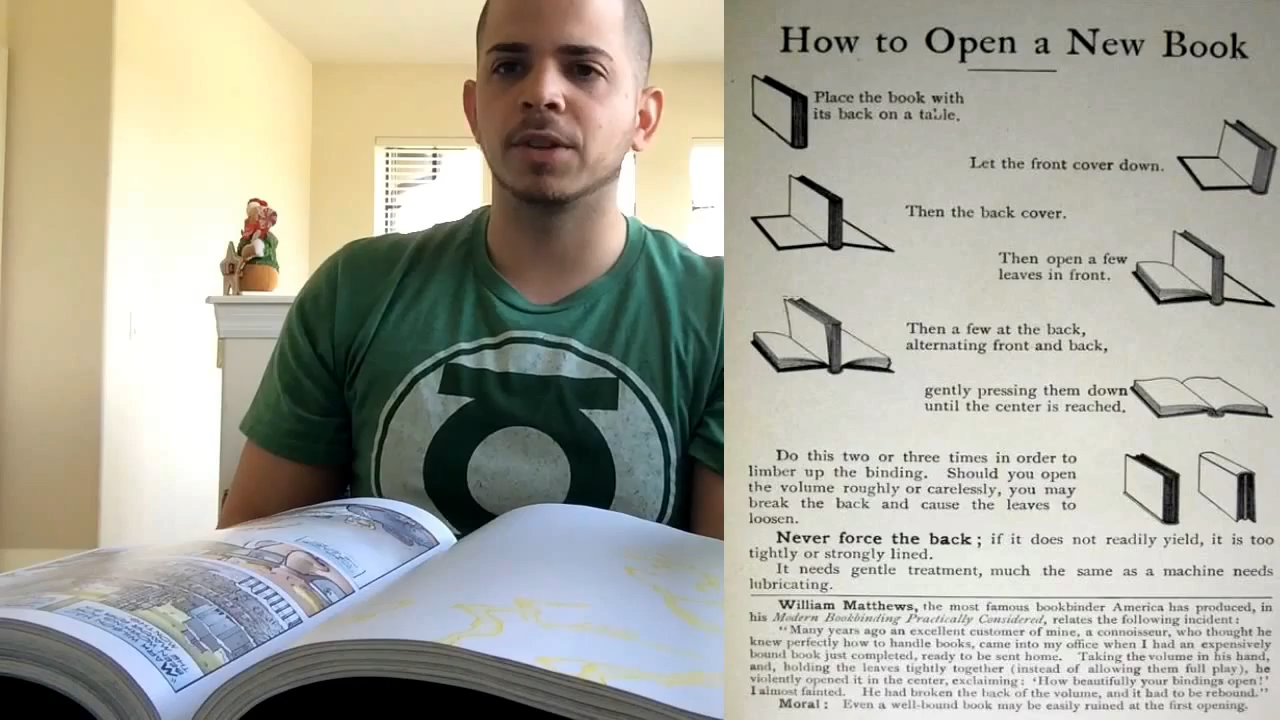 How to Open a New Book
Place the book with
its back on a table.
Let the front cover down.
Then the back cover.
Then open a few
leaves in front.
Then a few at the back,
alternating front and back,
gently pressing them down
until the center is reached.
Do this two or three times in order to
limber up the binding. Should you open
the volume roughly or carelessly, you may
break the back and cause the leaves to
loosen.
Never force the back; if it does not readily yield, it is too
tightly or strongly lined.
It needs gentle treatment, much the same as a machine needs
lubricating.
William Matthews, the most famous bookbinder America has produced, in
his Modern Bookbinding Practically Considered, relates the following incident:
"Many years ago an excellent customer of mine, a connoisseur, who thought he
knew perfectly how to handle books, came into my office when I had an expensively
bound book just completed, ready to be sent home. Taking the volume in his hand,
and, holding the leaves tightly together (instead of allowing them full play), he
violently opened it in the center, exclaiming: 'How beautifully your bindings open!'
I almost fainted. He had broken the back of the volume, and it had to be rebound."
Moral: Even a well-bound book may be easily ruined at the first opening.